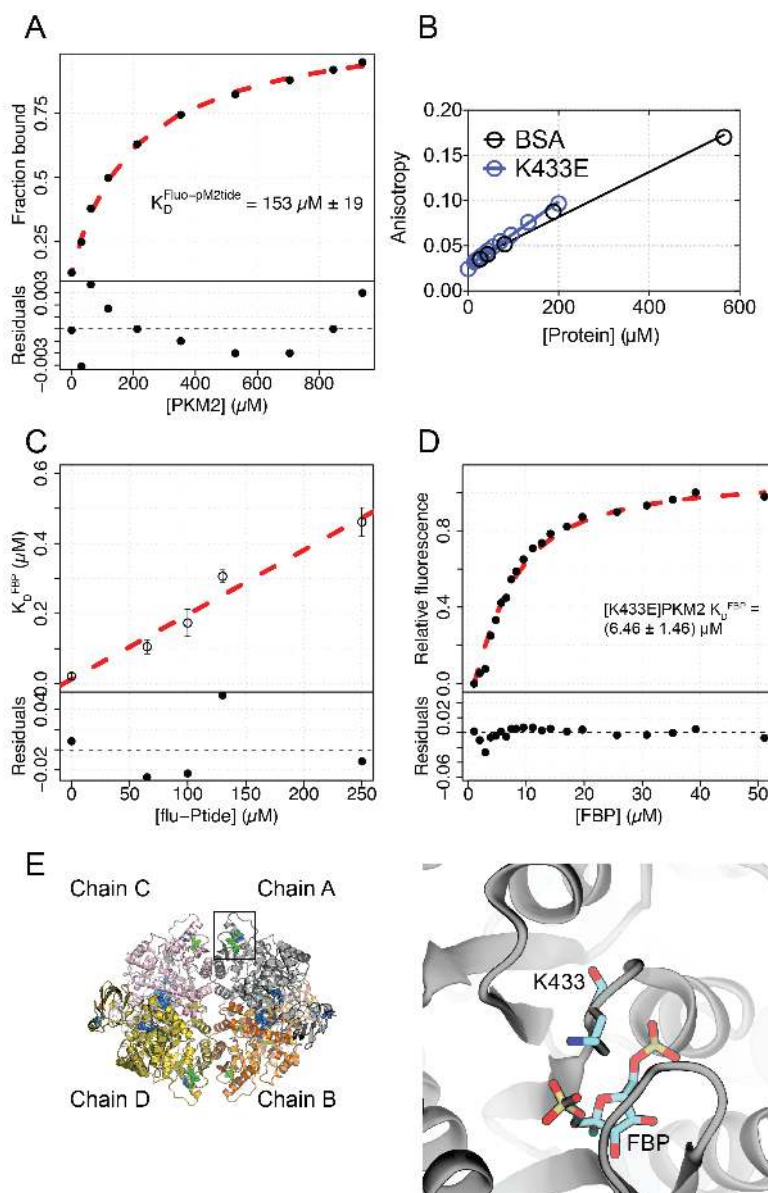 A
Fraction bound
0.75
0.5
0.25
K_D^Fluo-pM2tide = 153 µM ± 19
Residuals
0.003
−0.003
0 200 400 600 800
[PKM2] (µM)
B
Anisotropy
0.20
0.15
0.10
0.05
0.00
BSA
K433E
0 200 400 600
[Protein] (µM)
C
K_D^FBP (µM)
0.6
0.4
0.2
0.0
Residuals
0.04
−0.02
0 50 100 150 200 250
[flu−Ptide] (µM)
D
Relative fluorescence
0.8
0.4
0.0
[K433E]PKM2 K_D^FBP =
(6.46 ± 1.46) µM
Residuals
0.02
−0.06
0 10 20 30 40 50
[FBP] (µM)
E
Chain C Chain A
Chain D Chain B
K433
FBP